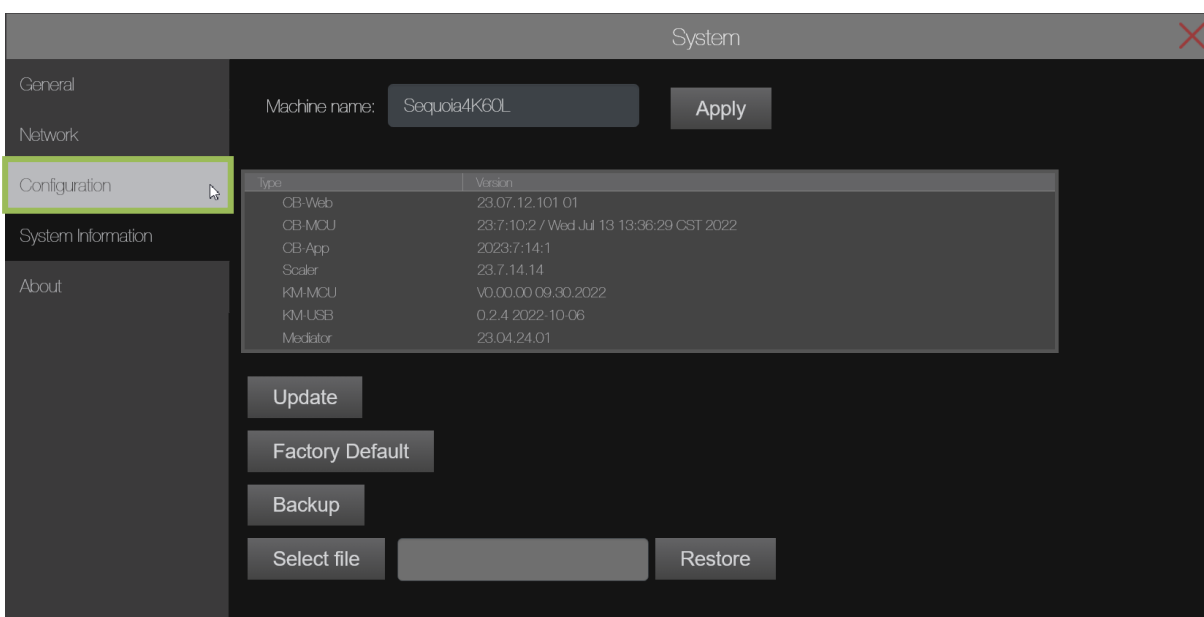 System
General
Network
Configuration
System Information
About
Machine name: Sequoia4K60L Apply
Type Version
CB-Web 23.07.12.101 01
CB-MCU 23:7:10:2 / Wed Jul 13 13:36:29 CST 2022
CB-App 2023:7:14:1
Scaler 23.7.14.14
KM-MCU V0.00.00 09.30.2022
KM-USB 0.2.4 2022-10-06
Mediator 23.04.24.01
Update
Factory Default
Backup
Select file Restore